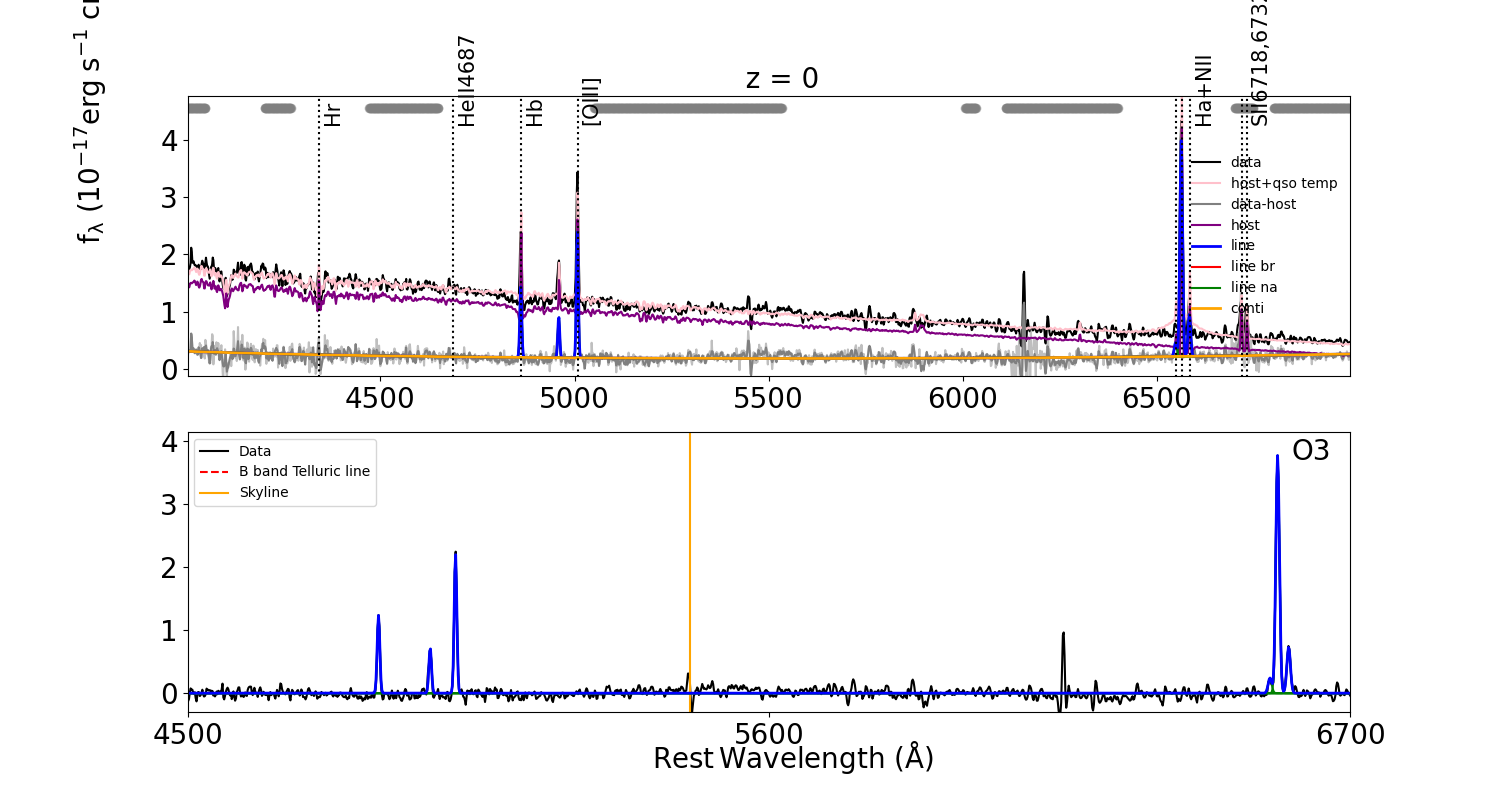 z = 0
f_λ (10^−17 erg s^−1
Hr
HeII4687
Hb
[OIII]
Ha+NII
SII6718,673
4
3
2
1
0
data
host+qso temp
data-host
host
line
line br
line na
conti
4500 5000 5500 6000 6500
4
3
2
1
0
Data
B band Telluric line
Skyline
O3
4500 5600 6700
Rest Wavelength (Å)